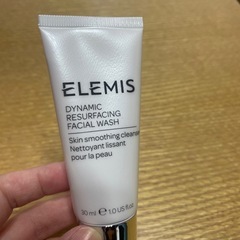 ELEMIS
DYNAMIC
RESURFACING
FACIAL WASH
Skin smoothing cleanser
Nettoyant lissant
pour la peau
30 ml e 1.0 US fl.oz